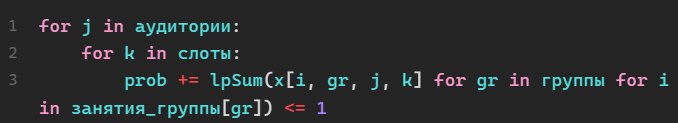 1 for j in аудитории:
2     for k in слоты:
3         prob += lpSum(x[i, gr, j, k] for gr in группы for i
in занятия_группы[gr]) <= 1